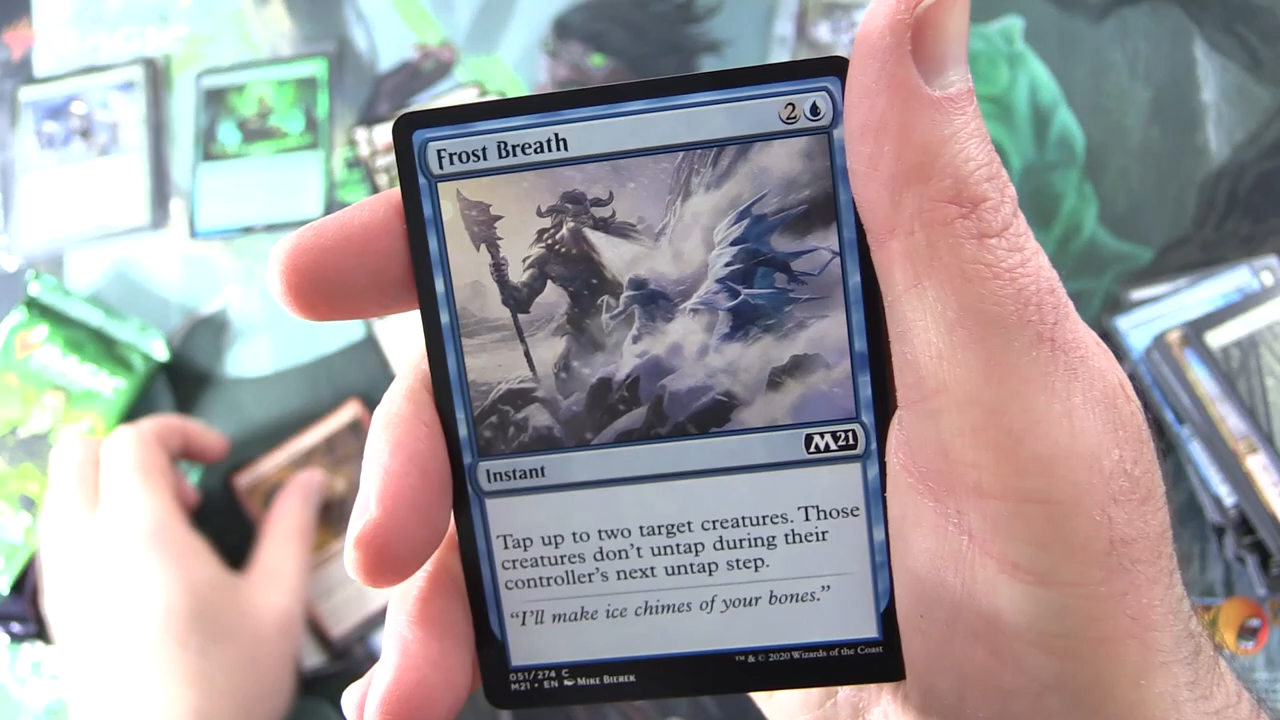 Frost Breath
2
M21
Instant
Tap up to two target creatures. Those
creatures don't untap during their
controller's next untap step.
"I'll make ice chimes of your bones."
051/274 C
M21 • EN Mike Bierek
™ & © 2020 Wizards of the Coast